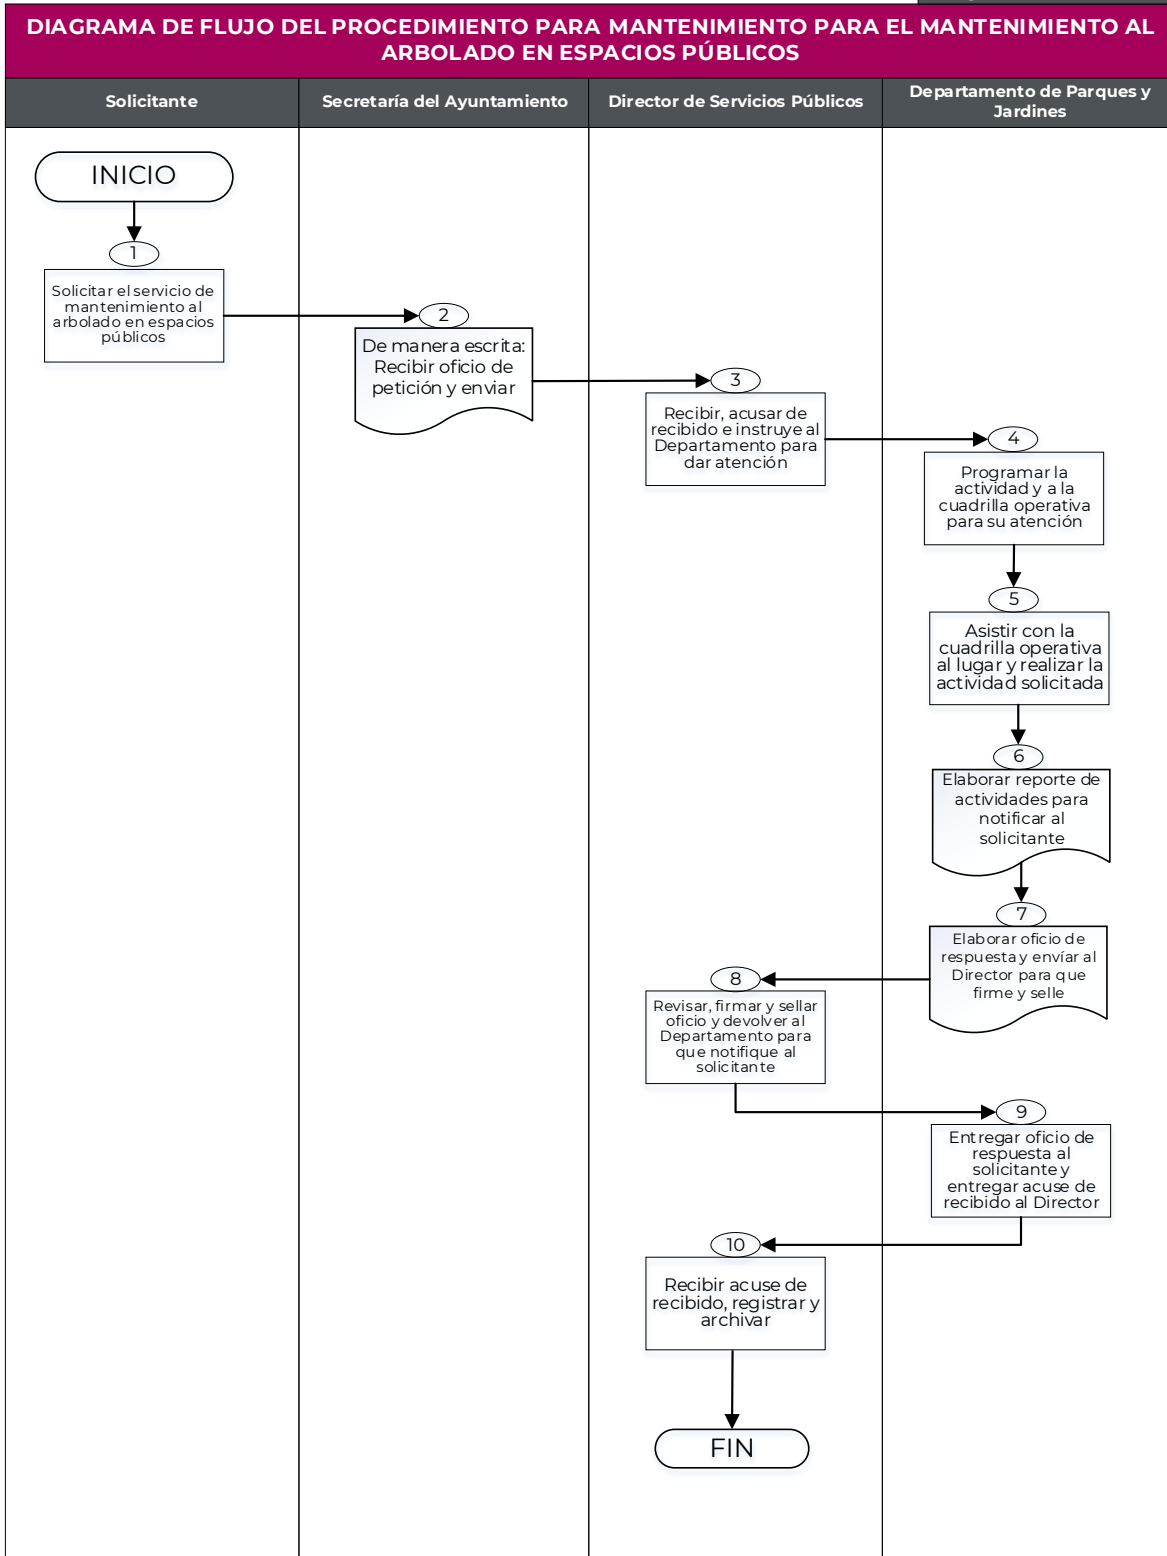 DIAGRAMA DE FLUJO DEL PROCEDIMIENTO PARA MANTENIMIENTO PARA EL MANTENIMIENTO AL
ARBOLADO EN ESPACIOS PÚBLICOS
Solicitante
Secretaría del Ayuntamiento
Director de Servicios Públicos
Departamento de Parques y
Jardines
INICIO
1
Solicitar el servicio de
mantenimiento al
arbolado en espacios
públicos
2
De manera escrita:
Recibir oficio de
petición y enviar
3
Recibir, acusar de
recibido e instruye al
Departamento para
dar atención
4
Programar la
actividad y a la
cuadrilla operativa
para su atención
5
Asistir con la
cuadrilla operativa
al lugar y realizar la
actividad solicitada
6
Elaborar reporte de
actividades para
notificar al
solicitante
7
Elaborar oficio de
respuesta y envíar al
Director para que
firme y selle
8
Revisar, firmar y sellar
oficio y devolver al
Departamento para
que notifique al
solicitante
9
Entregar oficio de
respuesta al
solicitante y
entregar acuse de
recibido al Director
10
Recibir acuse de
recibido, registrar y
archivar
FIN